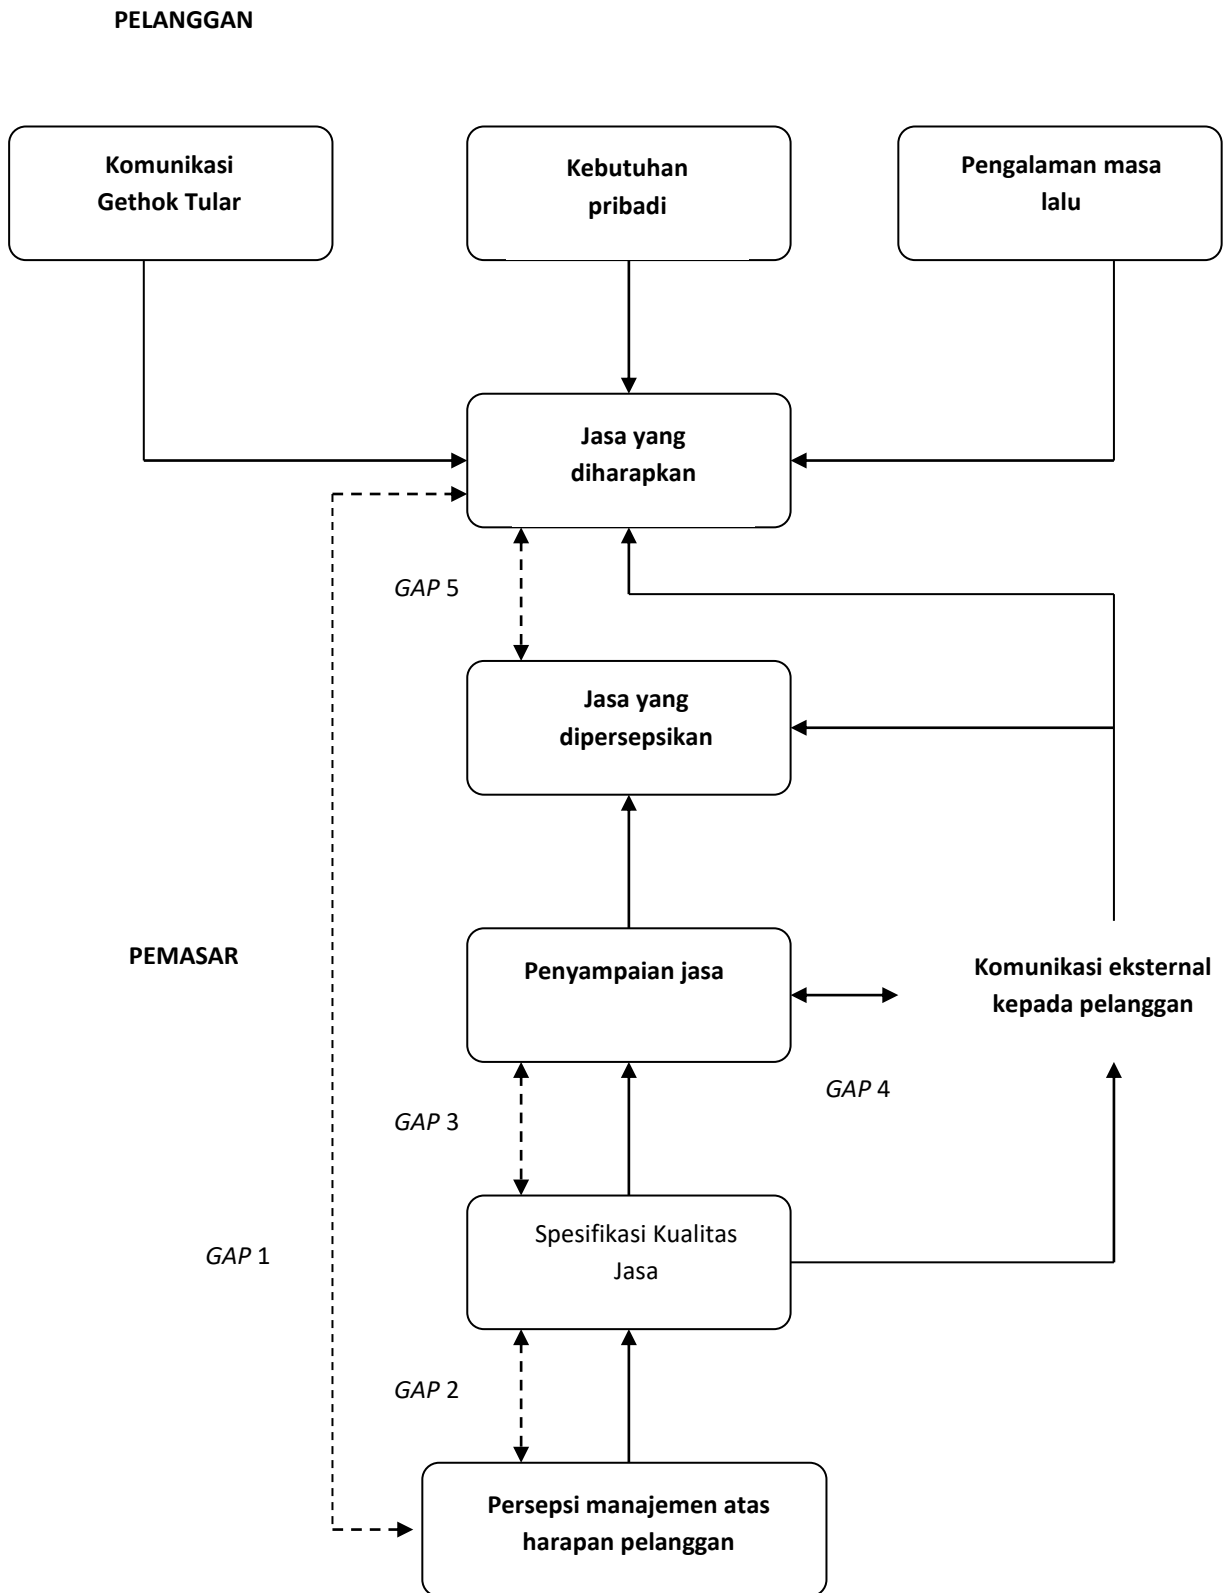 PELANGGAN
Komunikasi
Gethok Tular
Kebutuhan
pribadi
Pengalaman masa
lalu
Jasa yang
diharapkan
GAP 5
Jasa yang
dipersepsikan
PEMASAR
Penyampaian jasa
Komunikasi eksternal
kepada pelanggan
GAP 4
GAP 3
Spesifikasi Kualitas
Jasa
GAP 1
GAP 2
Persepsi manajemen atas
harapan pelanggan